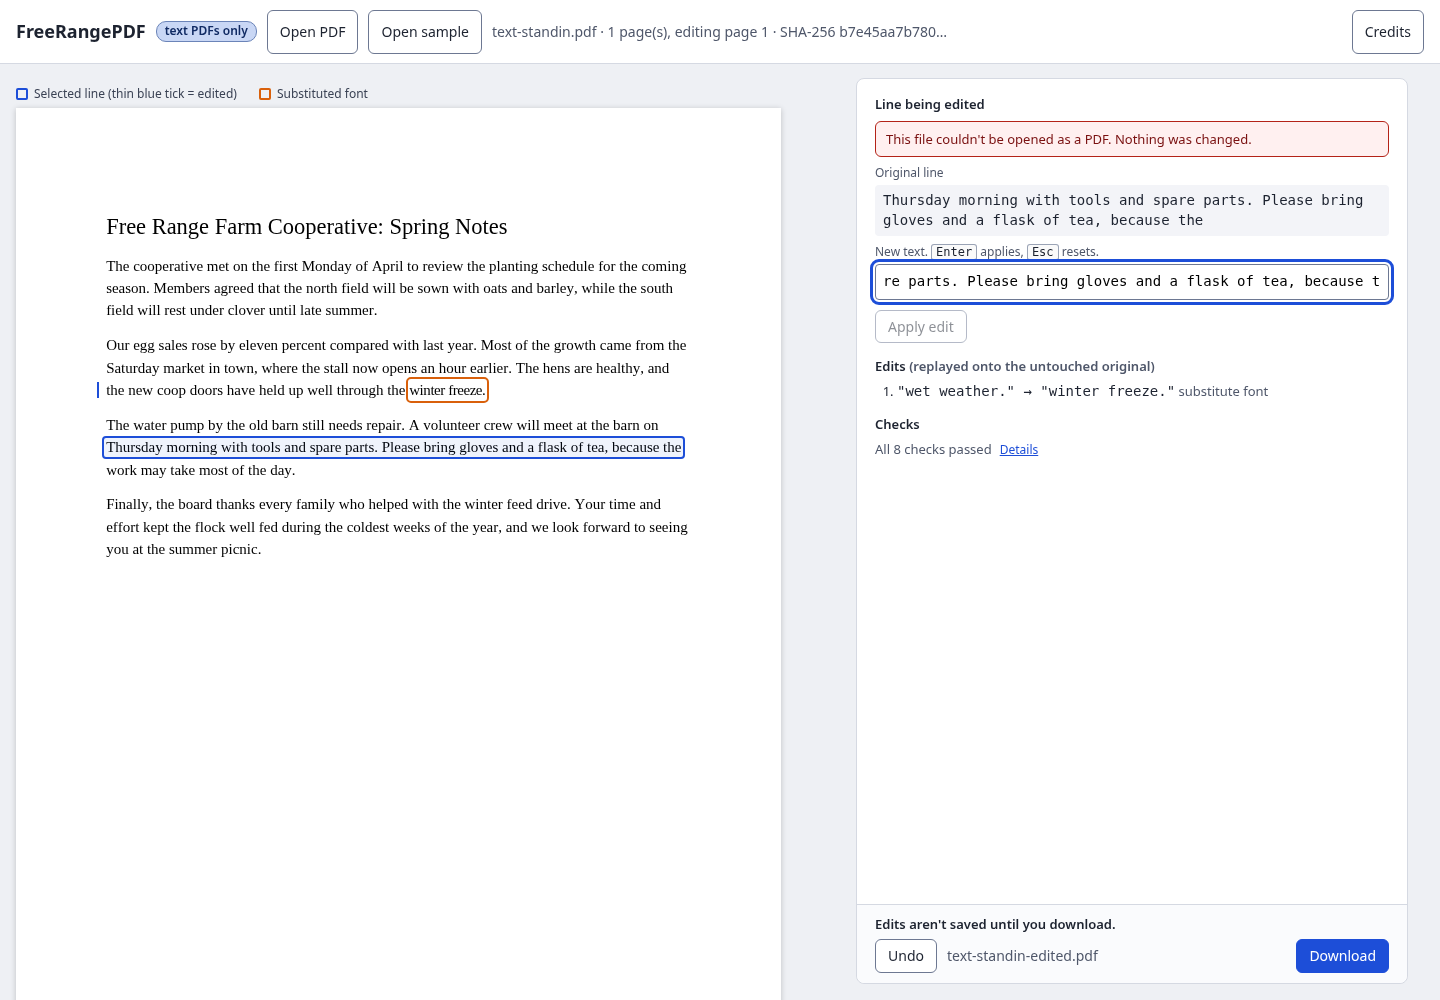 FreeRangePDF
text PDFs only
Open PDF
Open sample
text-standin.pdf · 1 page(s), editing page 1 · SHA-256 b7e45aa7b780…
Credits
Selected line (thin blue tick = edited)
Substituted font
Free Range Farm Cooperative: Spring Notes
The cooperative met on the first Monday of April to review the planting schedule for the coming
season. Members agreed that the north field will be sown with oats and barley, while the south
field will rest under clover until late summer.
Our egg sales rose by eleven percent compared with last year. Most of the growth came from the
Saturday market in town, where the stall now opens an hour earlier. The hens are healthy, and
the new coop doors have held up well through the winter freeze.
The water pump by the old barn still needs repair. A volunteer crew will meet at the barn on
Thursday morning with tools and spare parts. Please bring gloves and a flask of tea, because the
work may take most of the day.
Finally, the board thanks every family who helped with the winter feed drive. Your time and
effort kept the flock well fed during the coldest weeks of the year, and we look forward to seeing
you at the summer picnic.
Line being edited
This file couldn't be opened as a PDF. Nothing was changed.
Original line
Thursday morning with tools and spare parts. Please bring
gloves and a flask of tea, because the
New text. Enter applies, Esc resets.
re parts. Please bring gloves and a flask of tea, because t
Apply edit
Edits (replayed onto the untouched original)
1. "wet weather." → "winter freeze." substitute font
Checks
All 8 checks passed Details
Edits aren't saved until you download.
Undo
text-standin-edited.pdf
Download